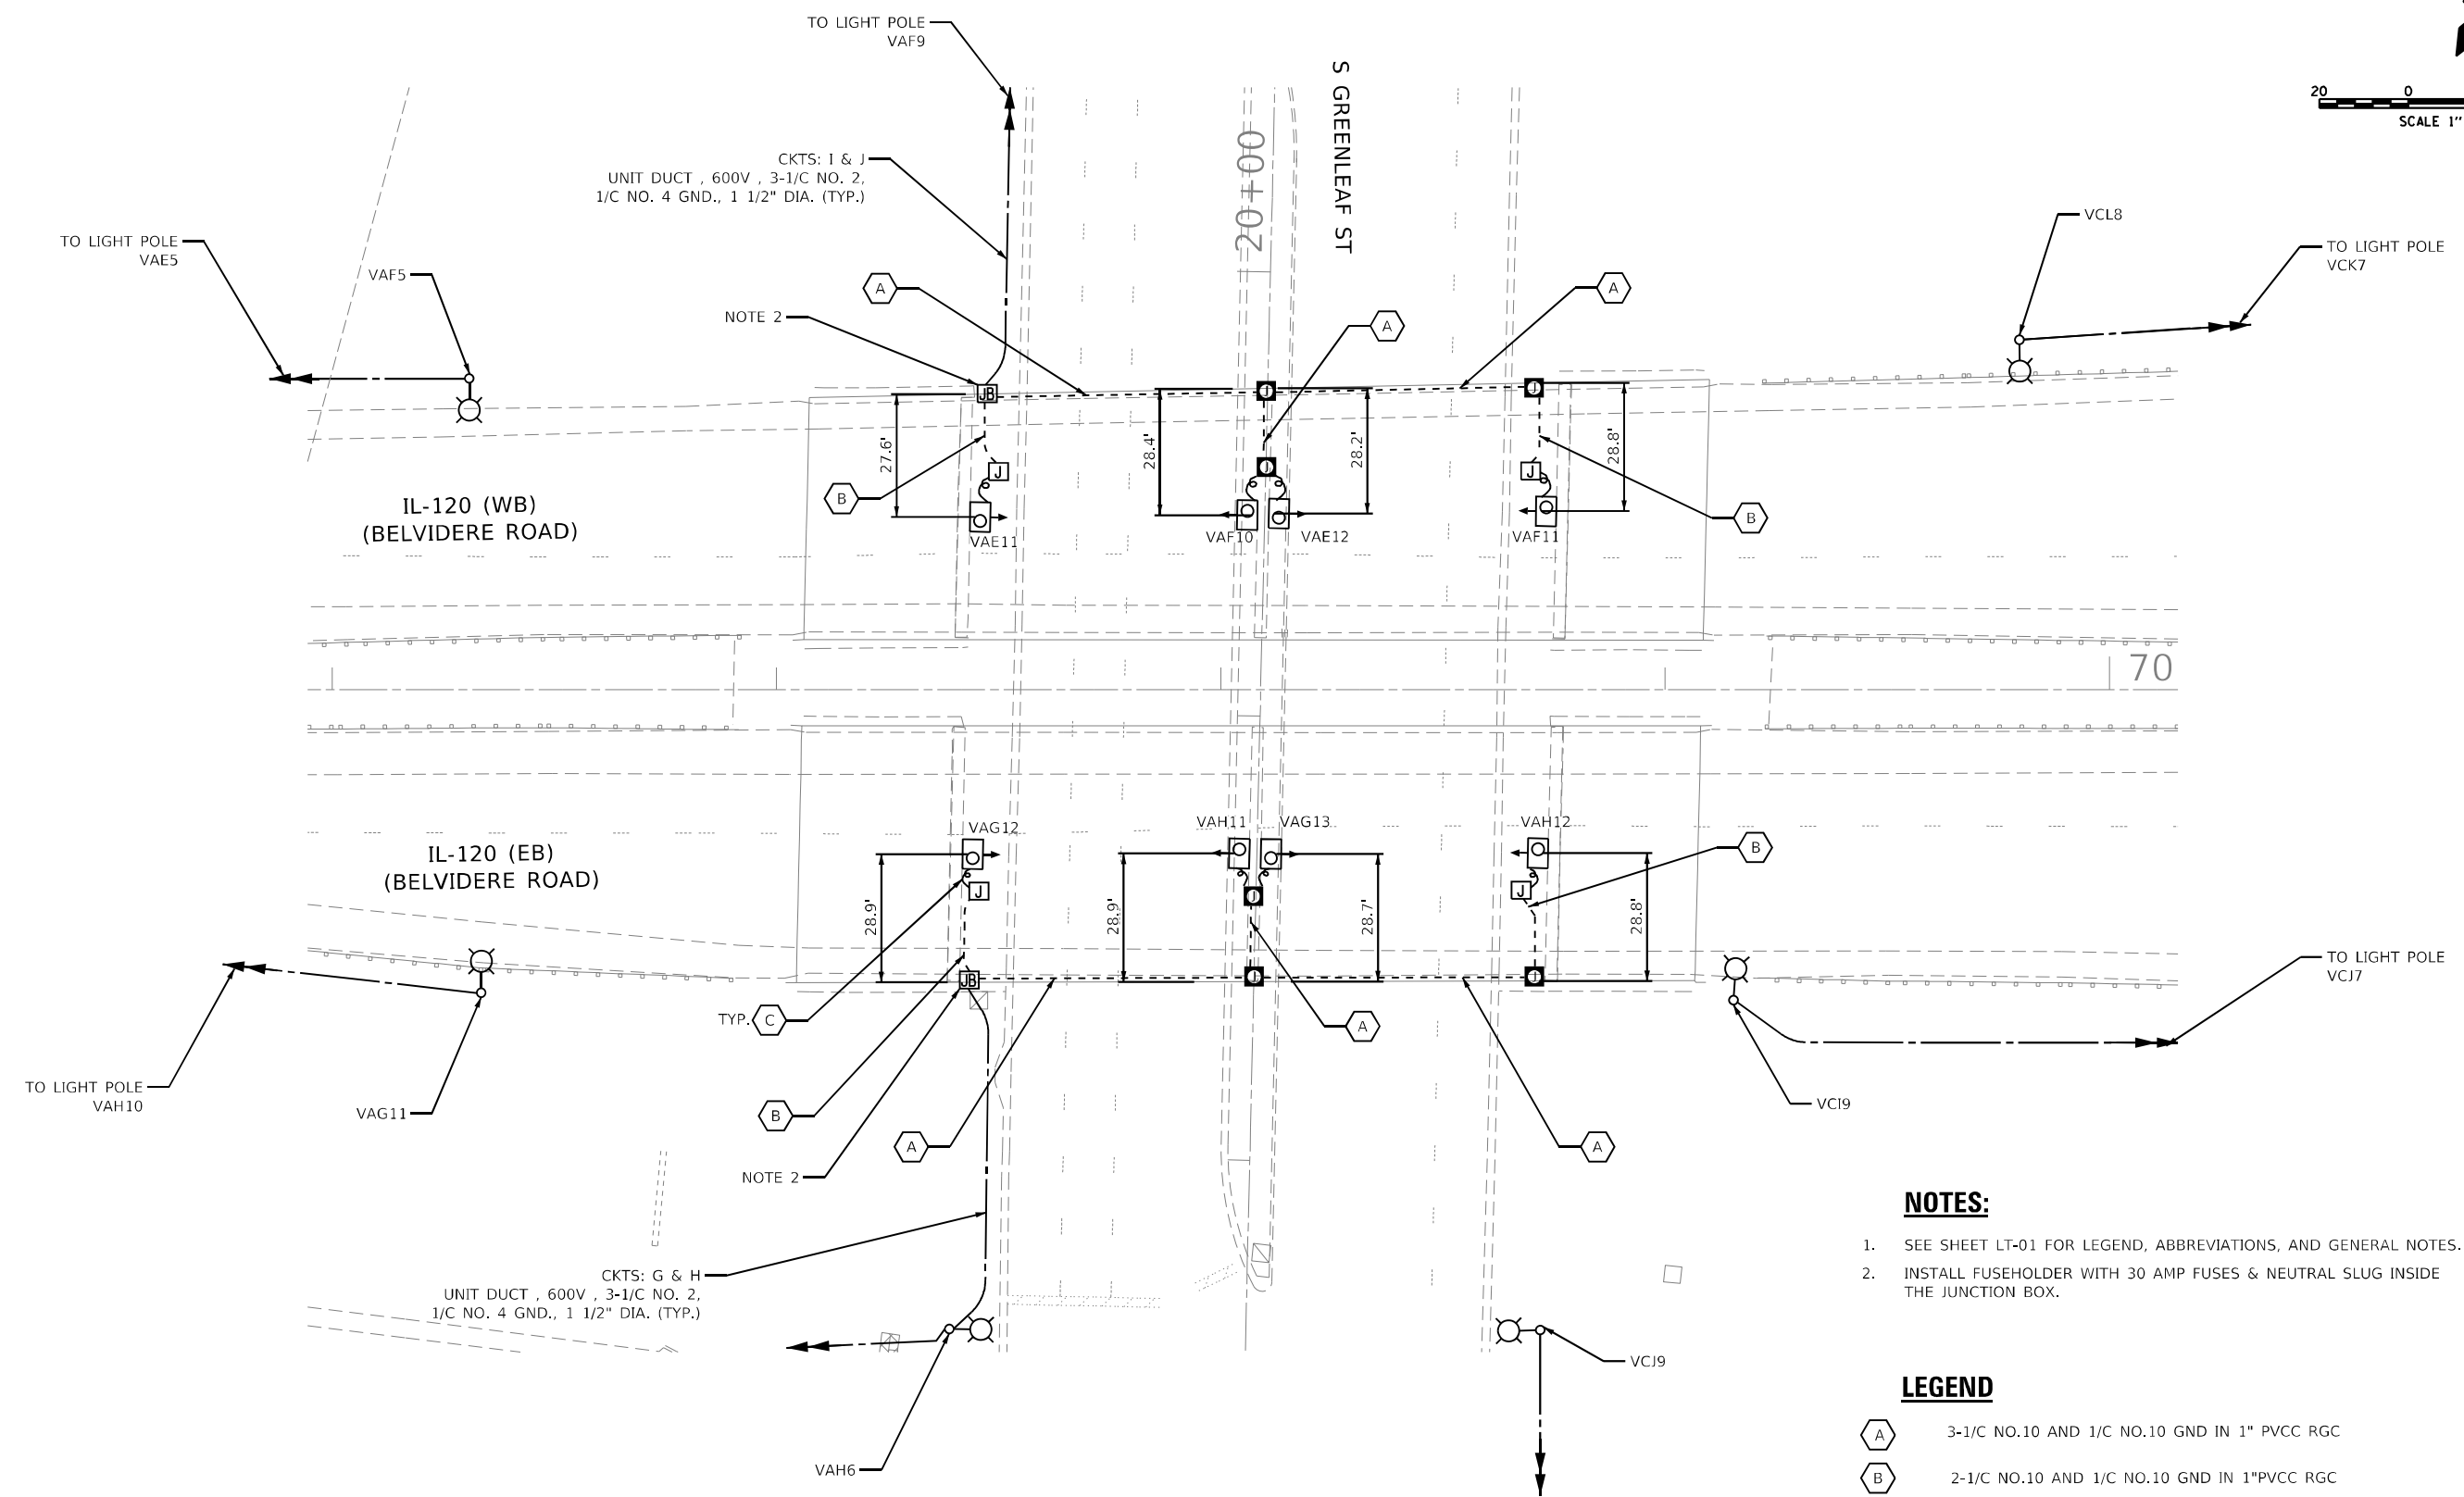 TO LIGHT POLE
VAF9
S GREENLEAF ST
20+00
20 0
SCALE 1"
CKTS: I & J
UNIT DUCT , 600V , 3-1/C NO. 2,
1/C NO. 4 GND., 1 1/2" DIA. (TYP.)
TO LIGHT POLE
VAE5
VAF5
VCL8
TO LIGHT POLE
VCK7
A
A
A
NOTE 2
JB
J
J
27.6'
28.4'
28.2'
28.8'
J
J
J
B
B
VAE11
VAF10
VAE12
VAF11
IL-120 (WB)
(BELVIDERE ROAD)
70
IL-120 (EB)
(BELVIDERE ROAD)
VAG12
VAH11
VAG13
VAH12
B
J
J
J
28.9'
28.9'
28.7'
28.8'
JB
J
J
TYP. C
A
TO LIGHT POLE
VCJ7
TO LIGHT POLE
VAH10
VAG11
B
A
A
VCI9
NOTE 2
CKTS: G & H
UNIT DUCT , 600V , 3-1/C NO. 2,
1/C NO. 4 GND., 1 1/2" DIA. (TYP.)
VCJ9
VAH6
NOTES:
1. SEE SHEET LT-01 FOR LEGEND, ABBREVIATIONS, AND GENERAL NOTES.
2. INSTALL FUSEHOLDER WITH 30 AMP FUSES & NEUTRAL SLUG INSIDE
THE JUNCTION BOX.
LEGEND
A 3-1/C NO.10 AND 1/C NO.10 GND IN 1" PVCC RGC
B 2-1/C NO.10 AND 1/C NO.10 GND IN 1"PVCC RGC